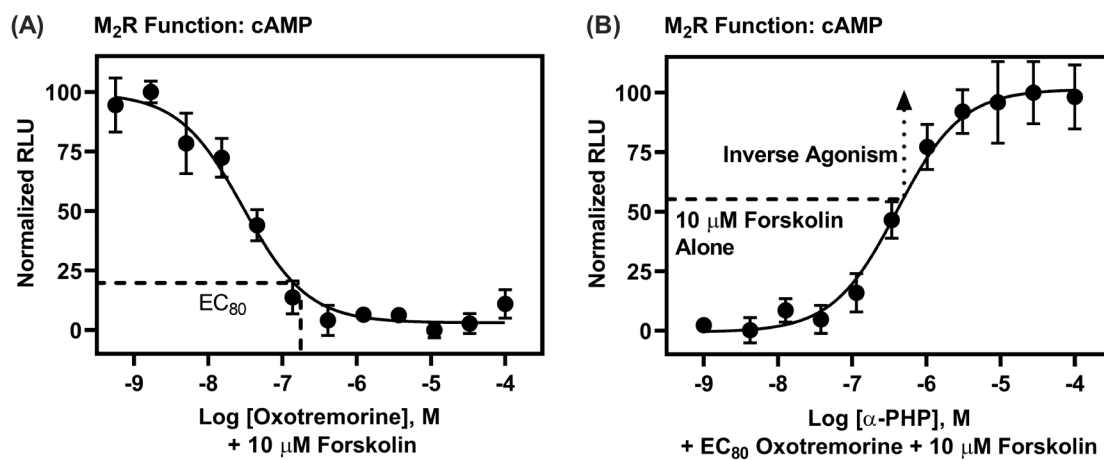 (A) M₂R Function: cAMP
Normalized RLU
100
75
50
25
0
EC₈₀
-9 -8 -7 -6 -5 -4
Log [Oxotremorine], M
+ 10 μM Forskolin
(B) M₂R Function: cAMP
Normalized RLU
100
75
50
25
0
Inverse Agonism
10 μM Forskolin
Alone
-9 -8 -7 -6 -5 -4
Log [α-PHP], M
+ EC₈₀ Oxotremorine + 10 μM Forskolin